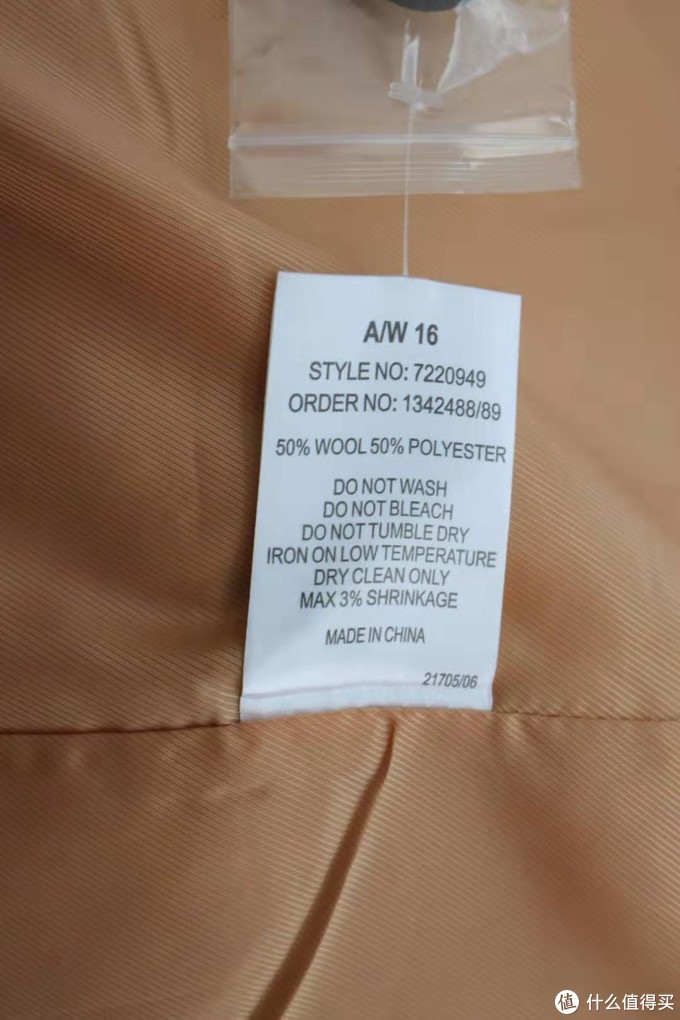 A/W 16
STYLE NO: 7220949
ORDER NO: 1342488/89
50% WOOL 50% POLYESTER
DO NOT WASH
DO NOT BLEACH
DO NOT TUMBLE DRY
IRON ON LOW TEMPERATURE
DRY CLEAN ONLY
MAX 3% SHRINKAGE
MADE IN CHINA
21705/06
值 什么值得买